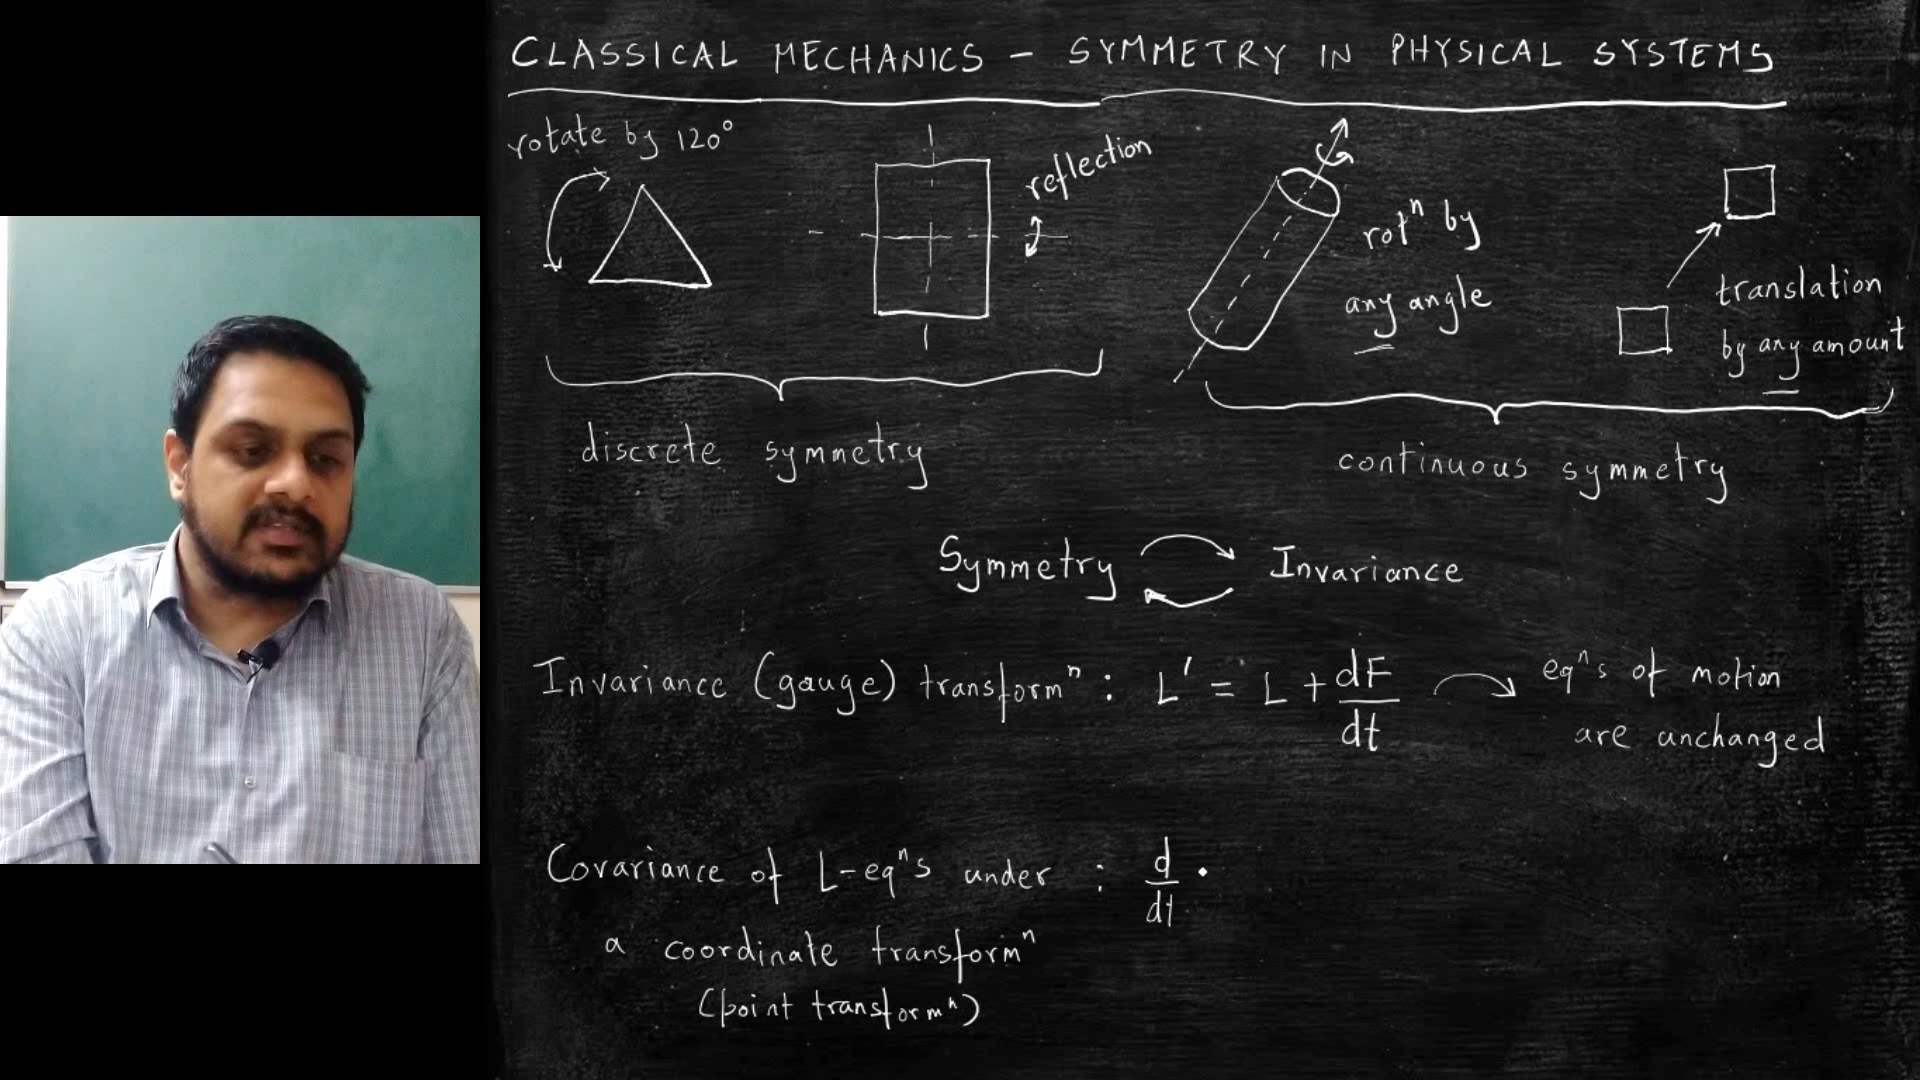 CLASSICAL MECHANICS – SYMMETRY IN PHYSICAL SYSTEMS
rotate by 120°
reflection
rotⁿ by
any angle
translation
by any amount
discrete symmetry
continuous symmetry
Symmetry Invariance
Invariance (gauge) transformⁿ : L' = L + dF/dt eqⁿs of motion
are unchanged
Covariance of L-eqⁿs under : d/dt
a coordinate transformⁿ
(point transformⁿ)